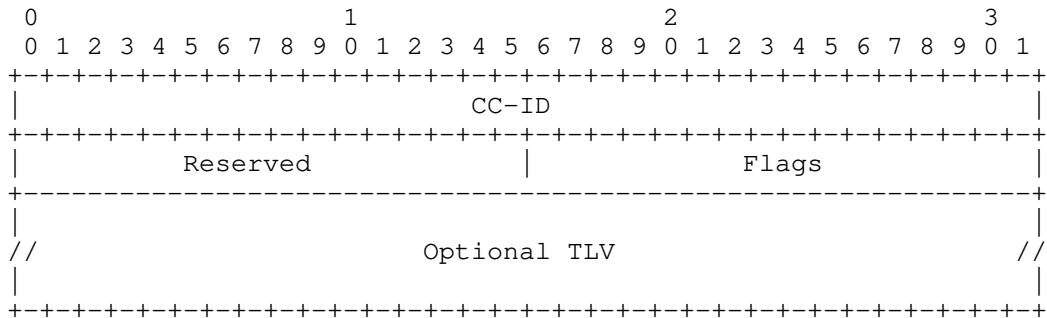 0                   1                   2                   3
 0 1 2 3 4 5 6 7 8 9 0 1 2 3 4 5 6 7 8 9 0 1 2 3 4 5 6 7 8 9 0 1
+-+-+-+-+-+-+-+-+-+-+-+-+-+-+-+-+-+-+-+-+-+-+-+-+-+-+-+-+-+-+-+-+
|                            CC-ID                              |
+-+-+-+-+-+-+-+-+-+-+-+-+-+-+-+-+-+-+-+-+-+-+-+-+-+-+-+-+-+-+-+-+
|          Reserved             |             Flags             |
+---------------------------------------------------------------+
|                                                               |
//                        Optional TLV                         //
|                                                               |
+-+-+-+-+-+-+-+-+-+-+-+-+-+-+-+-+-+-+-+-+-+-+-+-+-+-+-+-+-+-+-+-+